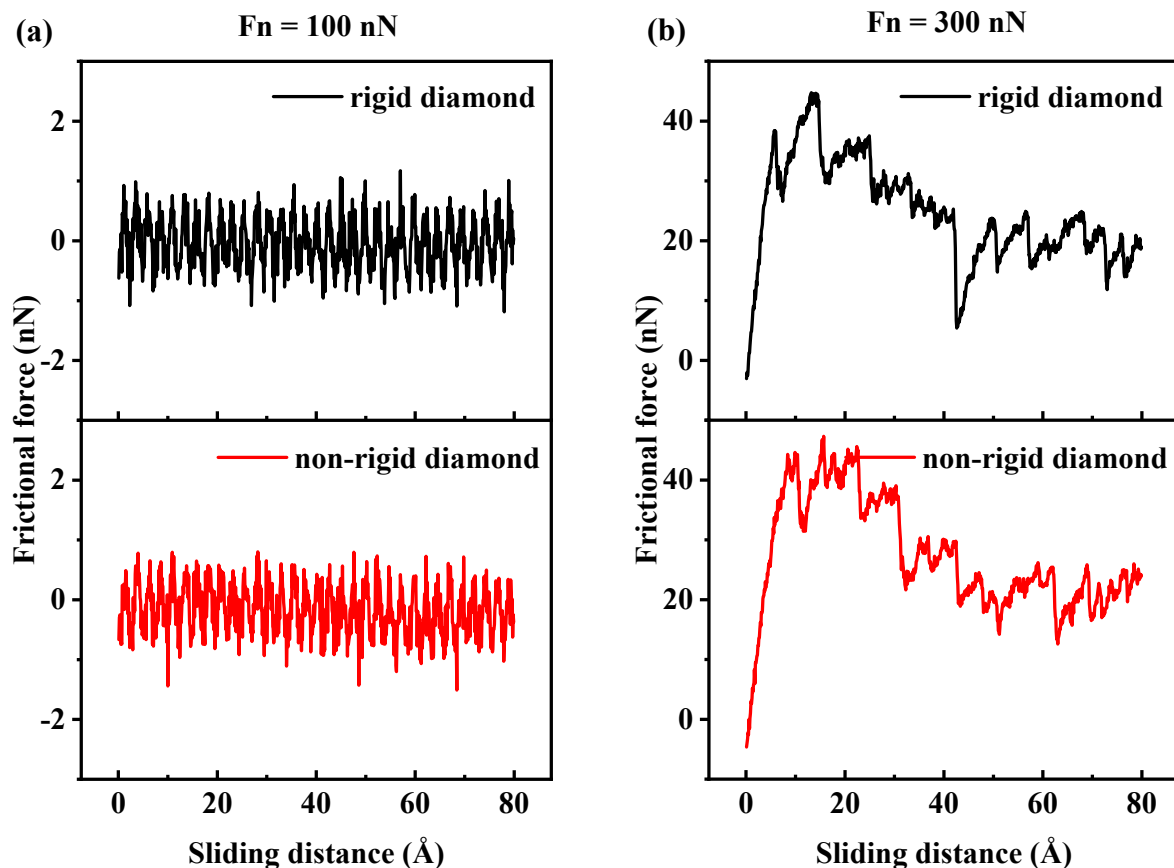 (a)
Fn = 100 nN
rigid diamond
2
0
-2
non-rigid diamond
2
0
-2
Frictional force (nN)
0
20
40
60
80
Sliding distance (Å)
(b)
Fn = 300 nN
rigid diamond
40
20
0
non-rigid diamond
40
20
0
Frictional force (nN)
0
20
40
60
80
Sliding distance (Å)